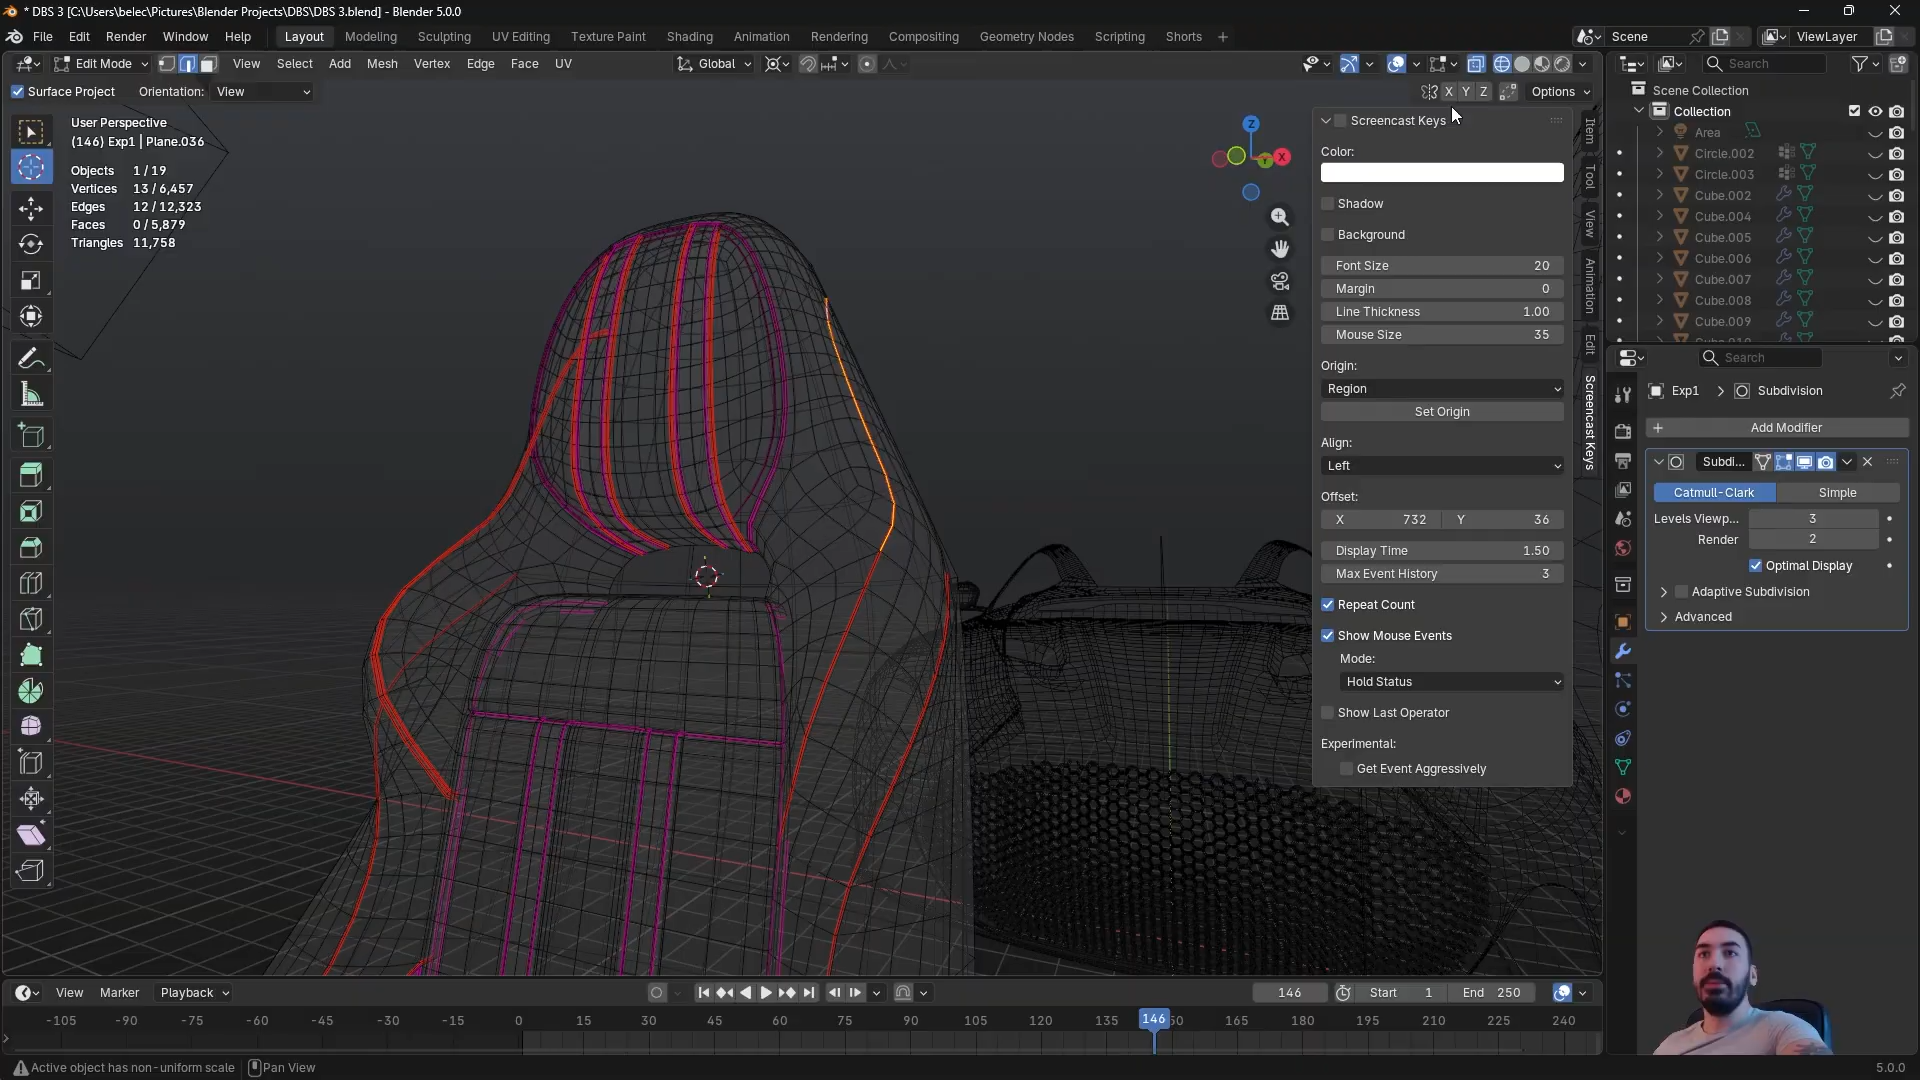 * DBS 3 [C:\Users\belec\Pictures\Blender Projects\DBS\DBS 3.blend] - Blender 5.0.0
File Edit Render Window Help Layout Modeling Sculpting UV Editing Texture Paint Shading Animation Rendering Compositing Geometry Nodes Scripting Shorts + Scene ViewLayer
Edit Mode View Select Add Mesh Vertex Edge Face UV Global Search
Surface Project Orientation: View X Y Z Options Scene Collection
Collection
User Perspective
(146) Exp1 | Plane.036
Objects 1 / 19
Vertices 13 / 6,457
Edges 12 / 12,323
Faces 0 / 5,879
Triangles 11,758
Z
X
Screencast Keys
Color:
Shadow
Background
Font Size 20
Margin 0
Line Thickness 1.00
Mouse Size 35
Origin:
Region
Set Origin
Align:
Left
Offset:
X 732 Y 36
Display Time 1.50
Max Event History 3
Repeat Count
Show Mouse Events
Mode:
Hold Status
Show Last Operator
Experimental:
Get Event Aggressively
Item
Tool
View
Animation
Edit
Screencast Keys
Area
Circle.002
Circle.003
Cube.002
Cube.004
Cube.005
Cube.006
Cube.007
Cube.008
Cube.009
Search
Exp1 > Subdivision
+ Add Modifier
Subdi...
Catmull-Clark Simple
Levels Viewp... 3
Render 2
Optimal Display
Adaptive Subdivision
Advanced
View Marker Playback 146 Start 1 End 250
-105 -90 -75 -60 -45 -30 -15 0 15 30 45 60 75 90 105 120 135 146 50 165 180 195 210 225 240
Active object has non-uniform scale Pan View 5.0.0